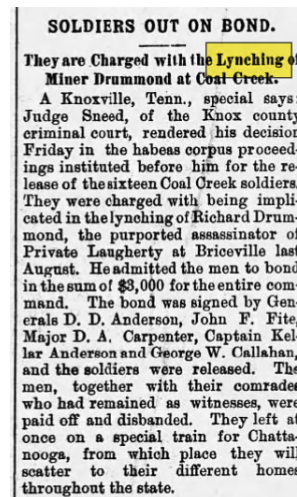 SOLDIERS OUT ON BOND.
They are Charged with the Lynching of
Miner Drummond at Coal Creek.
A Knoxville, Tenn., special says:
Judge Sneed, of the Knox county
criminal court, rendered his decision
Friday in the habeas corpus proceed-
ings instituted before him for the re-
lease of the sixteen Coal Creek soldiers.
They were charged with being impli-
cated in the lynching of Richard Drum-
mond, the purported assassinator of
Private Laugherty at Briceville last
August. He admitted the men to bond
in the sum of $3,000 for the entire com-
mand. The bond was signed by Gen-
erals D. D. Anderson, John F. Fite,
Major D. A. Carpenter, Captain Kel-
lar Anderson and George W. Callahan,
and the soldiers were released. The
men, together with their comrades
who had remained as witnesses, were
paid off and disbanded. They left at
once on a special train for Chatta-
nooga, from which place they will
scatter to their different homes
throughout the state.